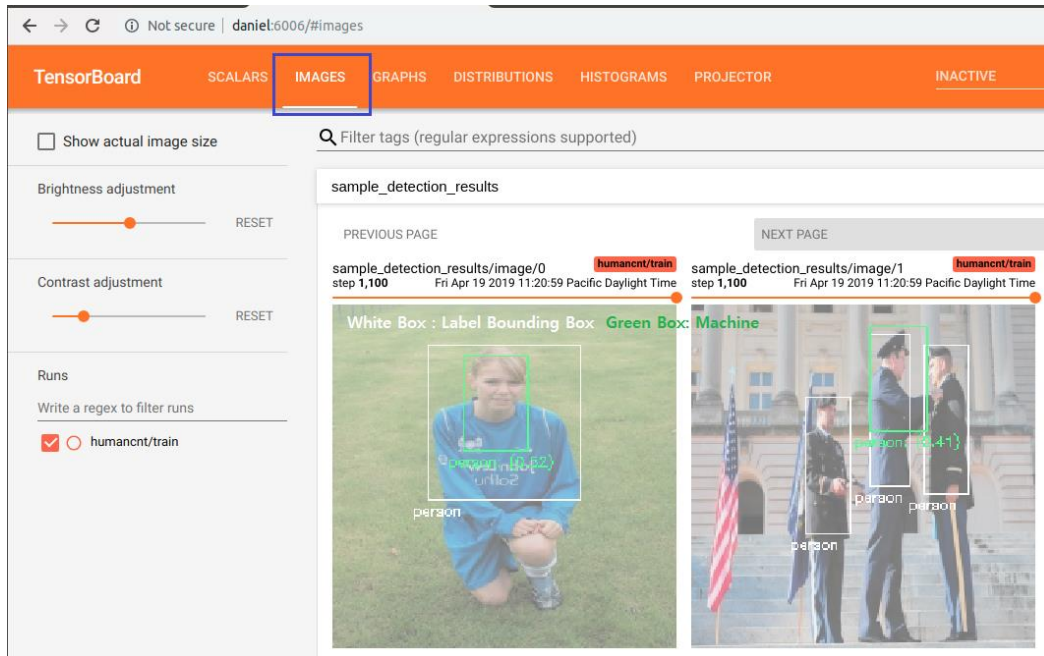 Not secure | daniel:6006/#images
TensorBoard SCALARS IMAGES GRAPHS DISTRIBUTIONS HISTOGRAMS PROJECTOR INACTIVE
Show actual image size
Filter tags (regular expressions supported)
Brightness adjustment
RESET
Contrast adjustment
RESET
Runs
Write a regex to filter runs
humancnt/train
sample_detection_results
PREVIOUS PAGE NEXT PAGE
sample_detection_results/image/0 humancnt/train
step 1,100 Fri Apr 19 2019 11:20:59 Pacific Daylight Time
sample_detection_results/image/1 humancnt/train
step 1,100 Fri Apr 19 2019 11:20:59 Pacific Daylight Time
White Box : Label Bounding Box Green Box: Machine
person
person
person
person